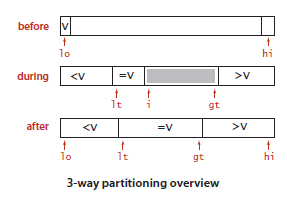 before v
lo hi
during <v =v >v
lt i gt
after <v =v >v
lo lt gt hi
3-way partitioning overview